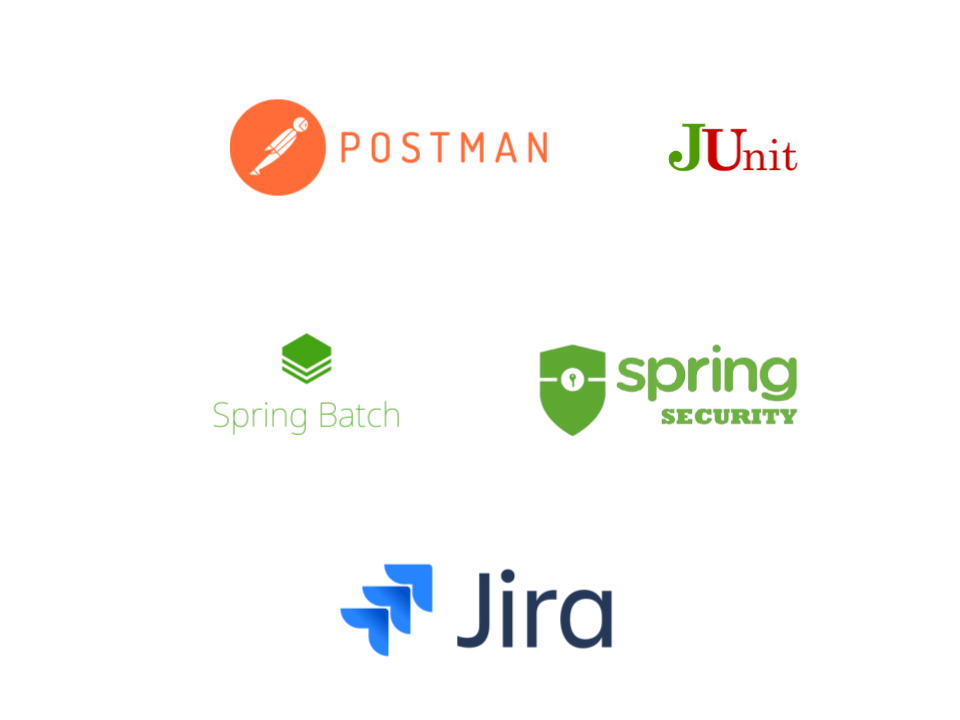 POSTMAN
JUnit
Spring Batch
spring
SECURITY
Jira